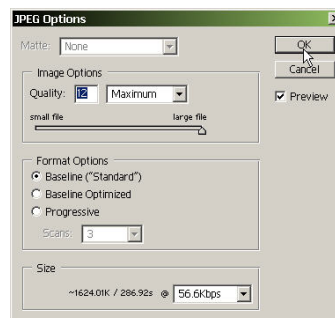 JPEG Options
Matte: None
OK
Cancel
Preview
Image Options
Quality: 12 Maximum
small file large file
Format Options
Baseline ("Standard")
Baseline Optimized
Progressive
Scans: 3
Size
~1624.01K / 286.92s @ 56.6Kbps